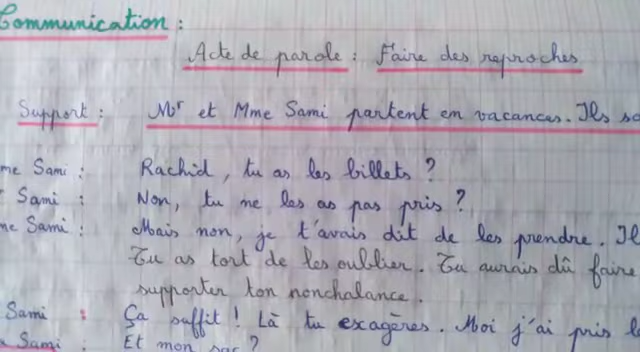 Communication :
Acte de parole : Faire des reproches
Support : Mr et Mme Sami partent en vacances. Ils
me Sami : Rachid, tu as les billets ?
Sami : Non, tu ne les as pas pris ?
me Sami : Mais non, je t'avais dit de les prendre.
Tu as tort de les oublier. Tu aurais dû faire
supporter ton nonchalance.
Sami : Ça suffit ! Là tu exagères. Moi j'ai pris
Sami : Et mon sac ?